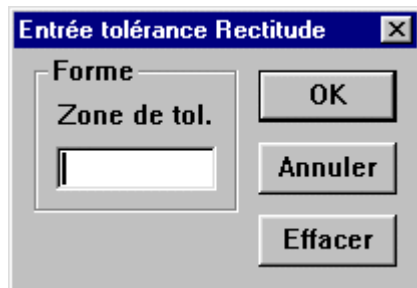 Entrée tolérance Rectitude
Forme
Zone de tol.
OK
Annuler
Effacer